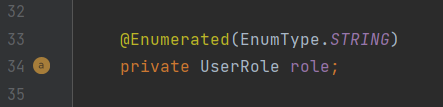 32
33 @Enumerated(EnumType.STRING)
34 a private UserRole role;
35